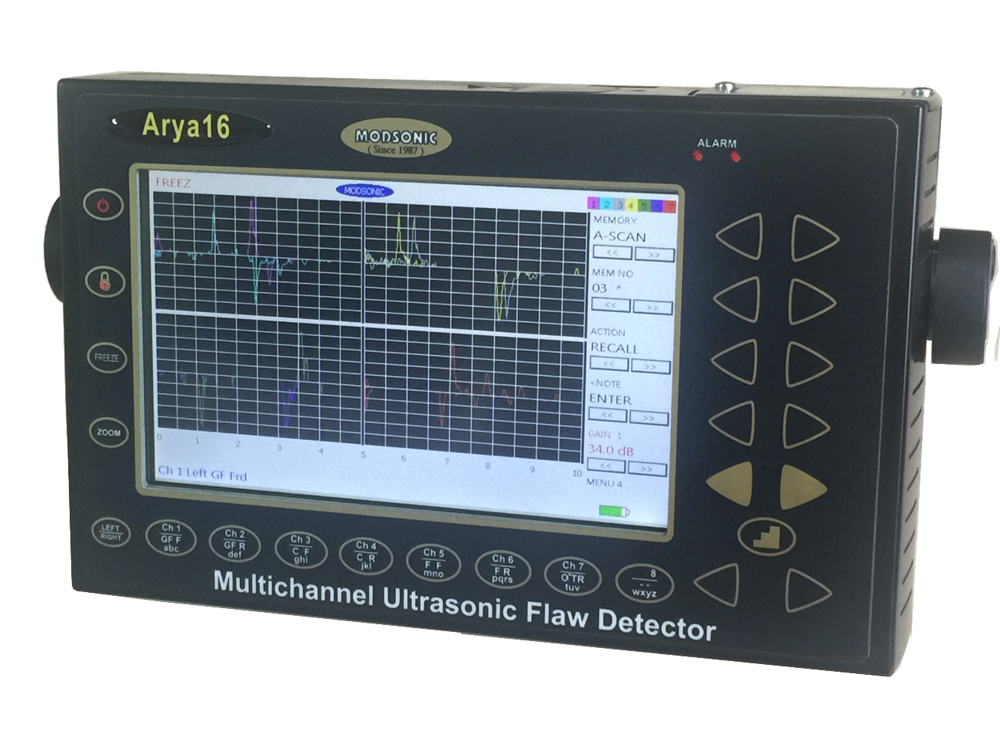 Arya16
MODSONIC
(Since 1987)
ALARM
FREEZ
MODSONIC
1 2 3 4 5 6 7
MEMORY
A-SCAN
<< >>
MEM NO
03 *
<< >>
ACTION
RECALL
<< >>
<NOTE
ENTER
<< >>
GAIN 1
34.0 dB
<< >>
MENU 4
0 1 2 3 4 5 6 7 8 9 10
Ch 1:Left GF Frd
FREEZE
ZOOM
LEFT
RIGHT
Ch 1
GF F
abc
Ch 2
GF R
def
Ch 3
C F
ghi
Ch 4
C R
jkl
Ch 5
F F
mno
Ch 6
F R
pqrs
Ch 7
O'TR
tuv
8
--
wxyz
Multichannel Ultrasonic Flaw Detector